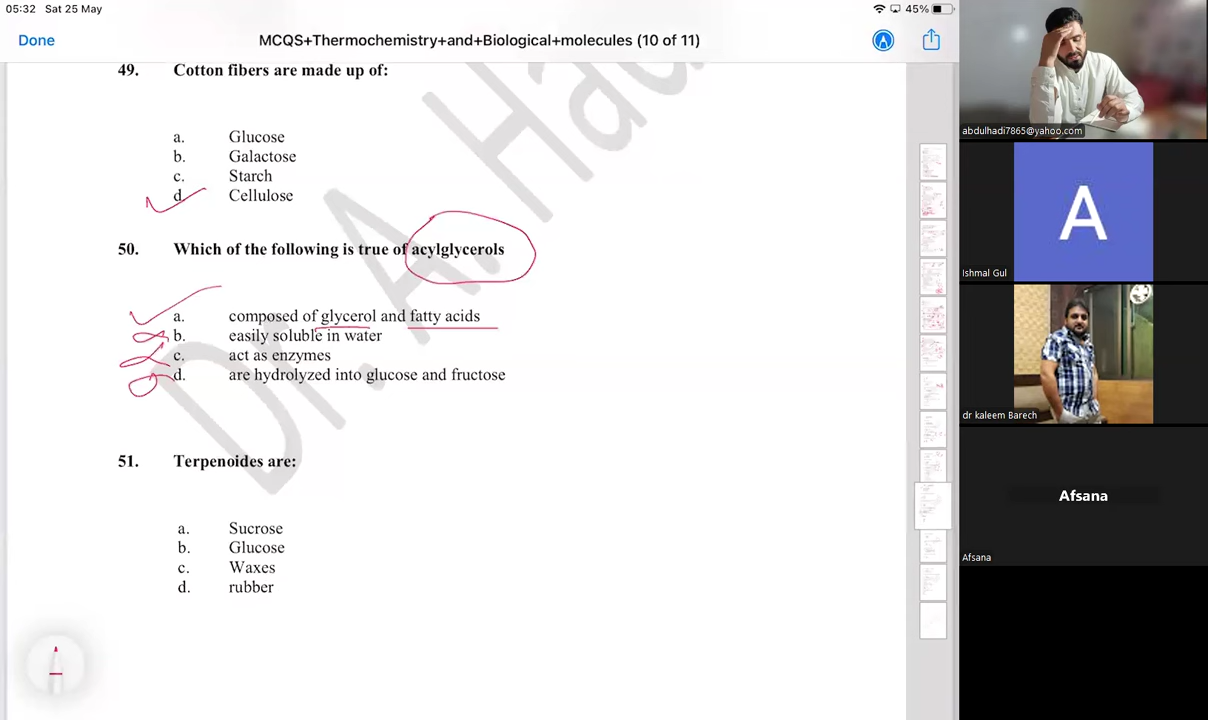 05:32 Sat 25 May
45%
Done
MCQS+Thermochemistry+and+Biological+molecules (10 of 11)
49. Cotton fibers are made up of:
a. Glucose
b. Galactose
c. Starch
d. Cellulose
50. Which of the following is true of acylglycerols
a. composed of glycerol and fatty acids
b. easily soluble in water
c. act as enzymes
d. are hydrolyzed into glucose and fructose
51. Terpenoides are:
a. Sucrose
b. Glucose
c. Waxes
d. rubber
Dr. A Had
abdulhadi7865@yahoo.com
A
Ishmal Gul
dr kaleem Barech
Afsana
Afsana